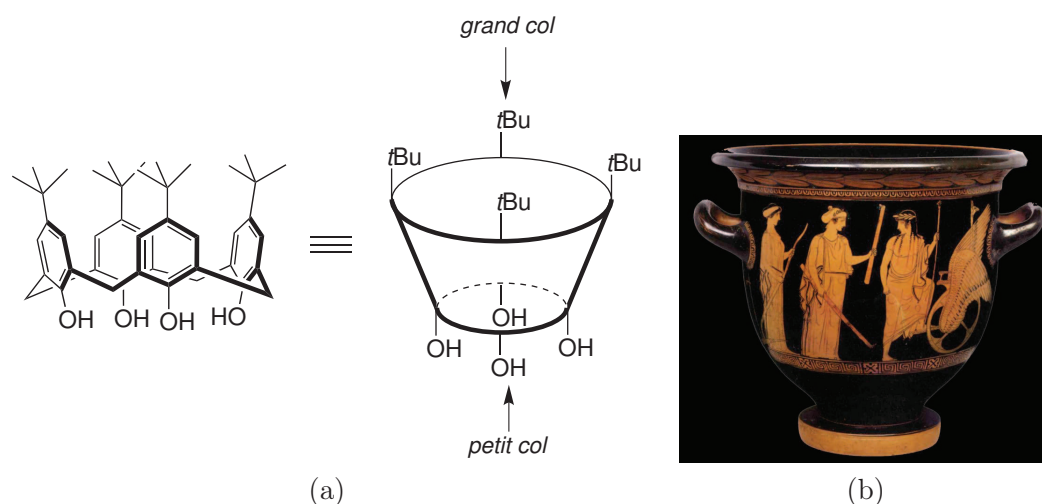 grand col
tBu
tBu
tBu
tBu
OH
OH
OH
HO
OH
OH
OH
OH
petit col
(a)
(b)